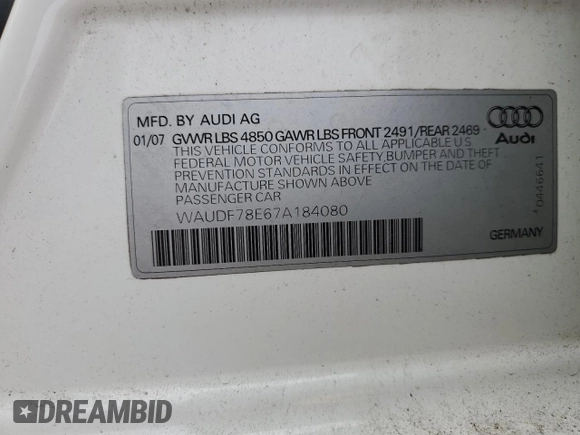 MFD. BY AUDI AG
01/07 GVWR LBS 4850 GAWR LBS FRONT 2491/REAR 2469
THIS VEHICLE CONFORMS TO ALL APPLICABLE U S
FEDERAL MOTOR VEHICLE SAFETY,BUMPER AND THEFT
PREVENTION STANDARDS IN EFFECT ON THE DATE OF
MANUFACTURE SHOWN ABOVE
PASSENGER CAR
WAUDF78E67A184080
Audi
*0446641
GERMANY
DREAMBID